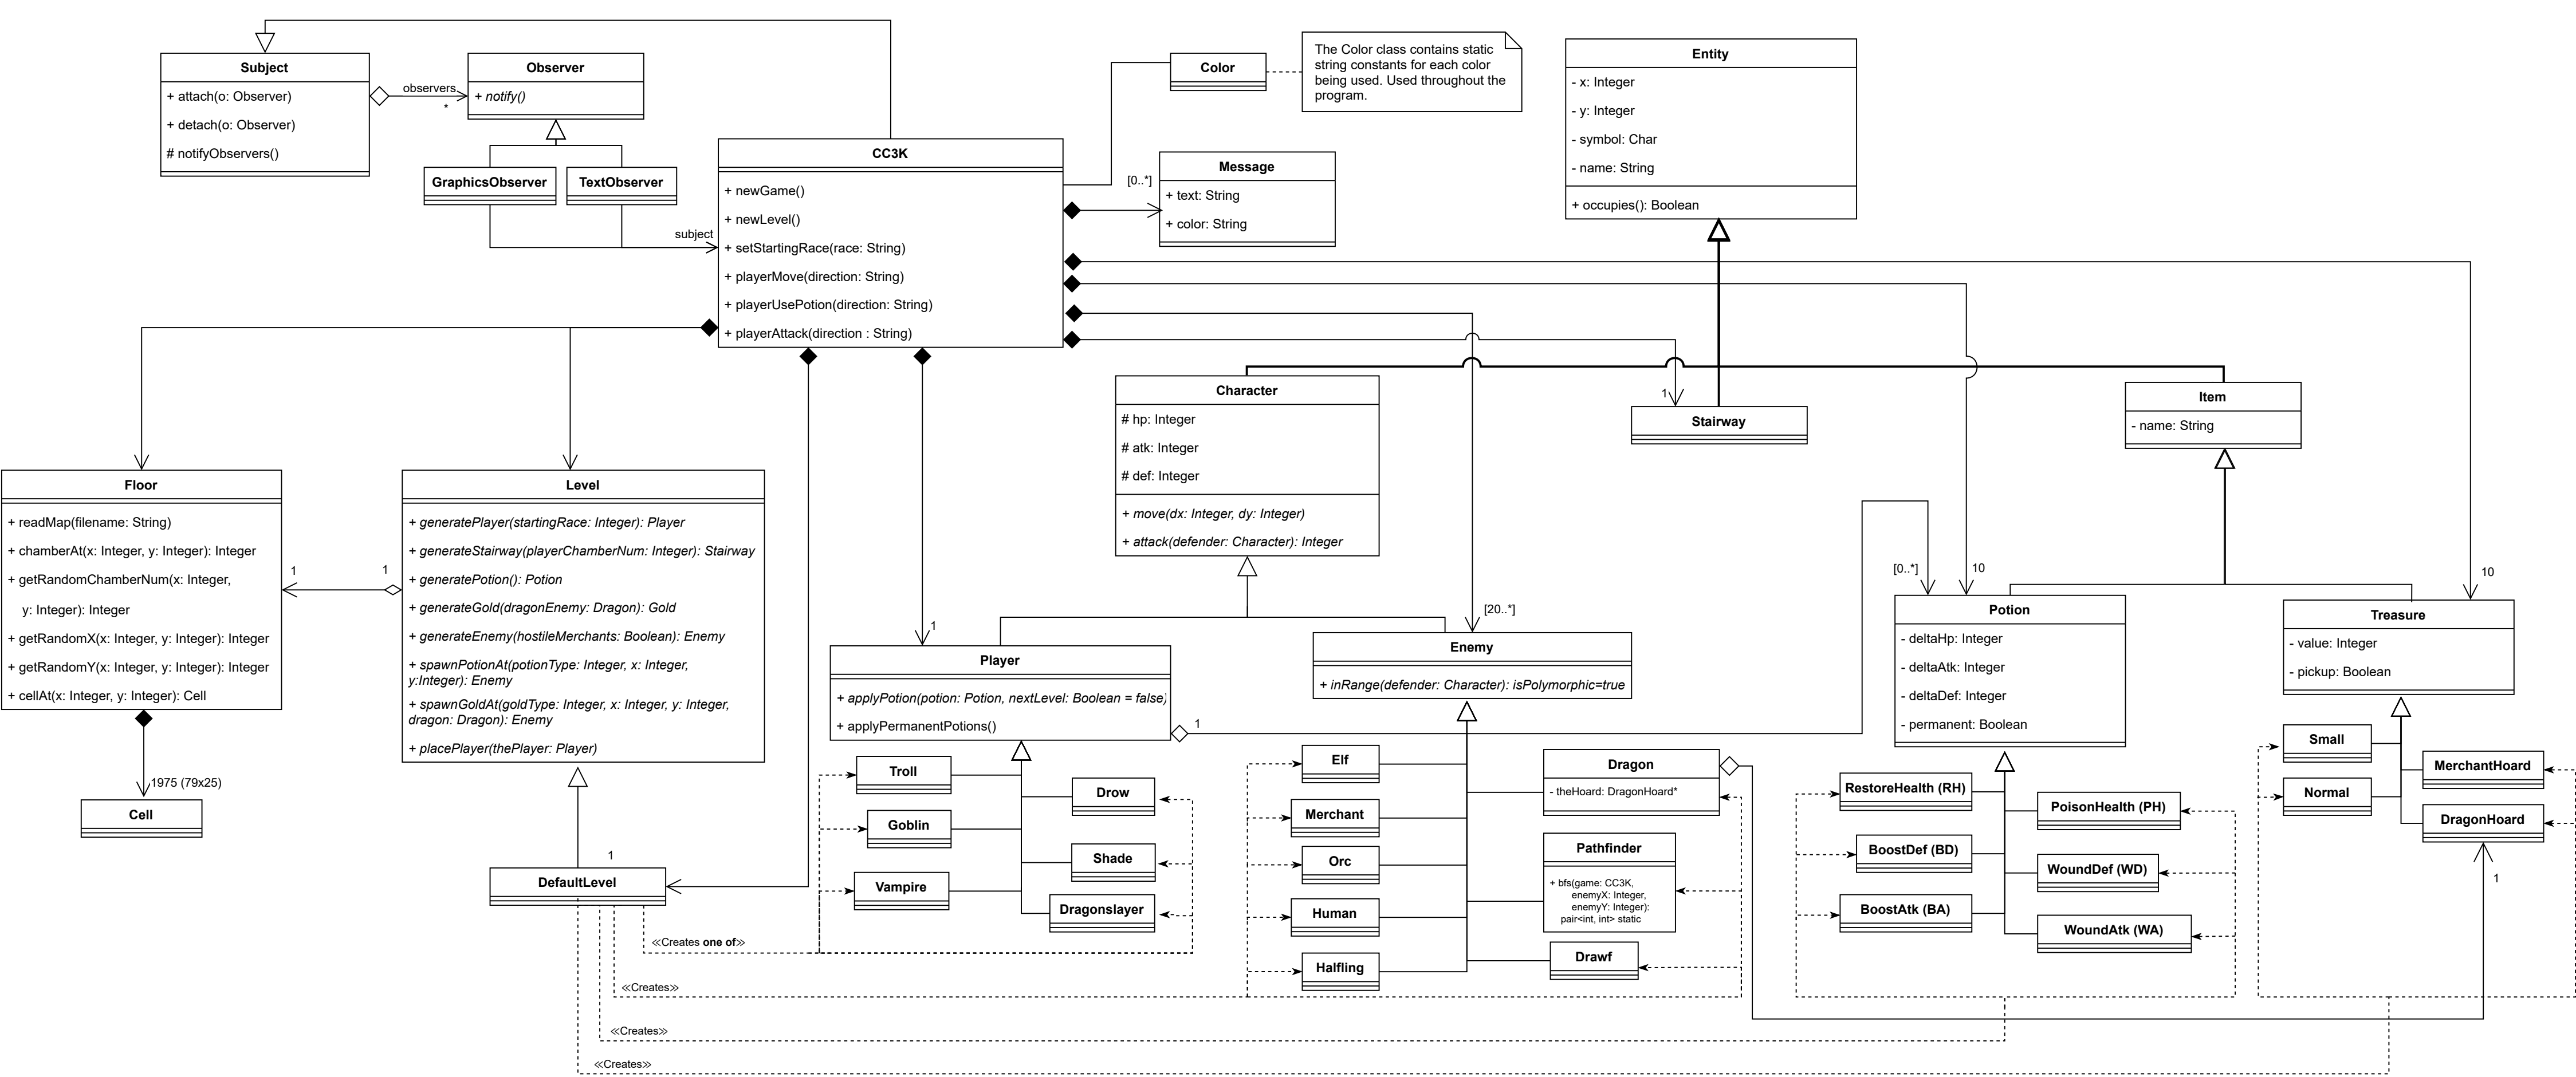 Subject
+ attach(o: Observer)
+ detach(o: Observer)
# notifyObservers()
observers
*
Observer
+ notify()
GraphicsObserver
TextObserver
subject
CC3K
+ newGame()
+ newLevel()
+ setStartingRace(race: String)
+ playerMove(direction: String)
+ playerUsePotion(direction: String)
+ playerAttack(direction : String)
Color
The Color class contains static
string constants for each color
being used. Used throughout the
program.
[0..*]
Message
+ text: String
+ color: String
Entity
- x: Integer
- y: Integer
- symbol: Char
- name: String
+ occupies(): Boolean
Character
# hp: Integer
# atk: Integer
# def: Integer
+ move(dx: Integer, dy: Integer)
+ attack(defender: Character): Integer
1
Stairway
Item
- name: String
Floor
+ readMap(filename: String)
+ chamberAt(x: Integer, y: Integer): Integer
+ getRandomChamberNum(x: Integer,
y: Integer): Integer
+ getRandomX(x: Integer, y: Integer): Integer
+ getRandomY(x: Integer, y: Integer): Integer
+ cellAt(x: Integer, y: Integer): Cell
1
1
1975 (79x25)
Cell
Level
+ generatePlayer(startingRace: Integer): Player
+ generateStairway(playerChamberNum: Integer): Stairway
+ generatePotion(): Potion
+ generateGold(dragonEnemy: Dragon): Gold
+ generateEnemy(hostileMerchants: Boolean): Enemy
+ spawnPotionAt(potionType: Integer, x: Integer,
y:Integer): Enemy
+ spawnGoldAt(goldType: Integer, x: Integer, y: Integer,
dragon: Dragon): Enemy
+ placePlayer(thePlayer: Player)
1
DefaultLevel
1
Player
+ applyPotion(potion: Potion, nextLevel: Boolean = false)
+ applyPermanentPotions()
1
[20..*]
Enemy
+ inRange(defender: Character): isPolymorphic=true
[0..*]
10
Potion
- deltaHp: Integer
- deltaAtk: Integer
- deltaDef: Integer
- permanent: Boolean
10
Treasure
- value: Integer
- pickup: Boolean
Troll
Goblin
Vampire
Drow
Shade
Dragonslayer
Elf
Merchant
Orc
Human
Halfling
Dragon
- theHoard: DragonHoard*
Pathfinder
+ bfs(game: CC3K,
enemyX: Integer,
enemyY: Integer):
pair<int, int> static
Drawf
RestoreHealth (RH)
BoostDef (BD)
BoostAtk (BA)
PoisonHealth (PH)
WoundDef (WD)
WoundAtk (WA)
Small
Normal
MerchantHoard
DragonHoard
1
≪Creates one of≫
≪Creates≫
≪Creates≫
≪Creates≫